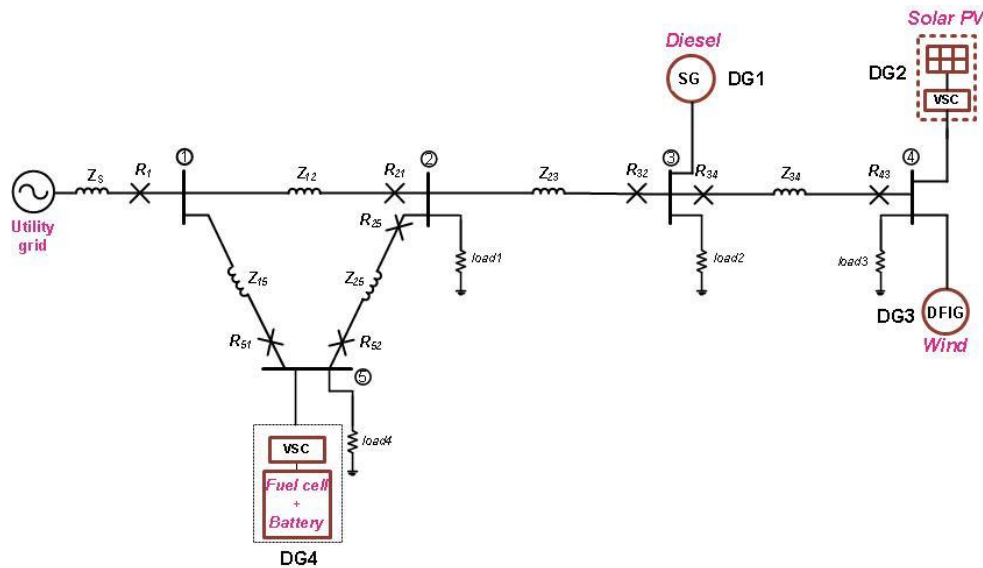 Solar PV
Diesel
DG2
SG
DG1
VSC
①
②
③
④
Zs
R1
Z12
R21
Z23
R32
R34
Z34
R43
Utility
grid
R25
load1
load2
load3
Z15
Z25
DG3
DFIG
Wind
R51
R52
⑤
VSC
load4
Fuel cell
+
Battery
DG4